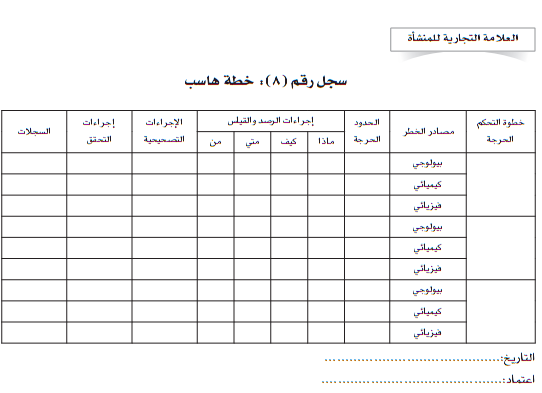 العلامة التجارية للمنشأة
سجل رقم (٨): خطة هاسب
خطوة التحكم الحرجة مصادر الخطر الحدود الحرجة إجراءات الرصد والقياس الإجراءات التصحيحية إجراءات التحقق السجلات
ماذا كيف متي من
بيولوجي
كيميائي
فيزيائي
بيولوجي
كيميائي
فيزيائي
بيولوجي
كيميائي
فيزيائي
التاريخ:............................................
اعتماد:.............................................